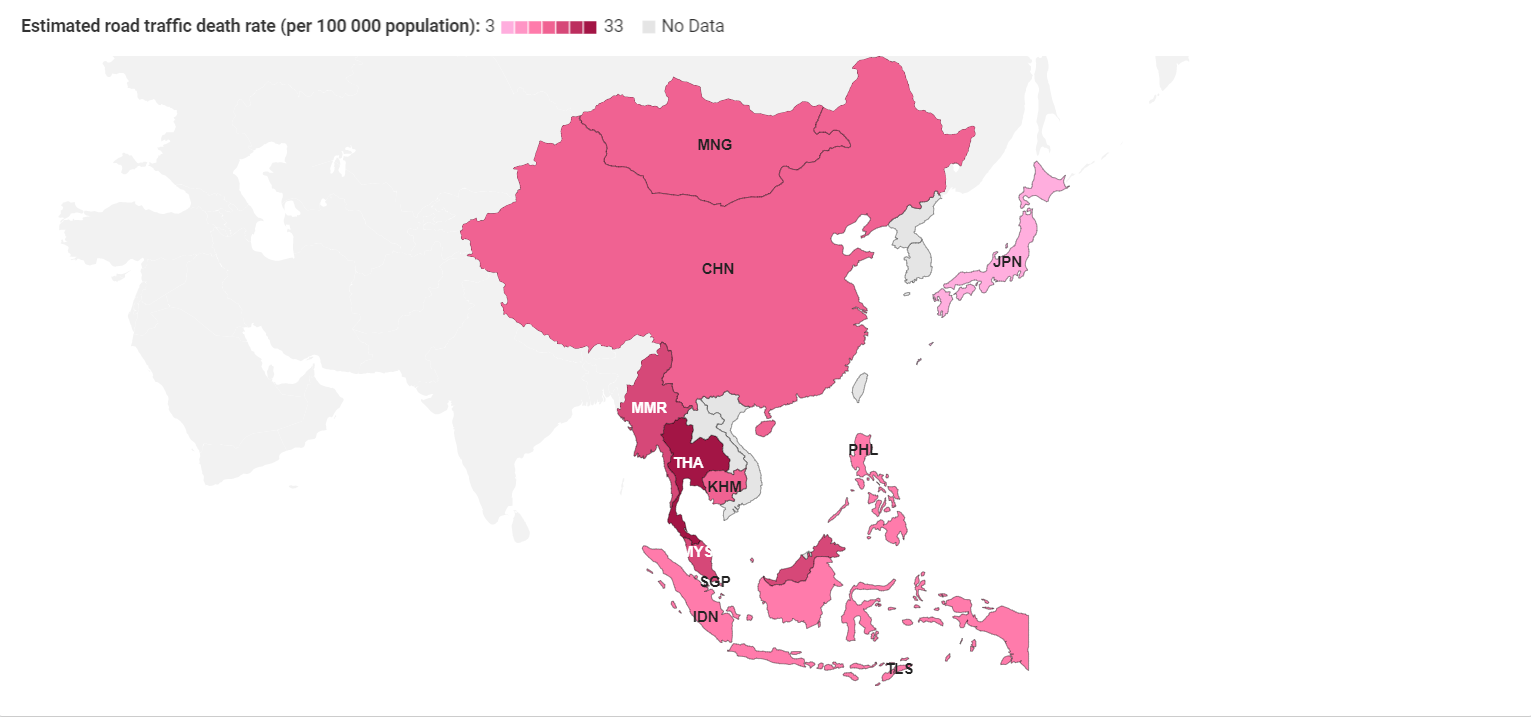 Estimated road traffic death rate (per 100 000 population): 3 33 No Data
MNG
CHN
JPN
MMR
PHL
THA
KHM
MYS
SGP
IDN
TLS